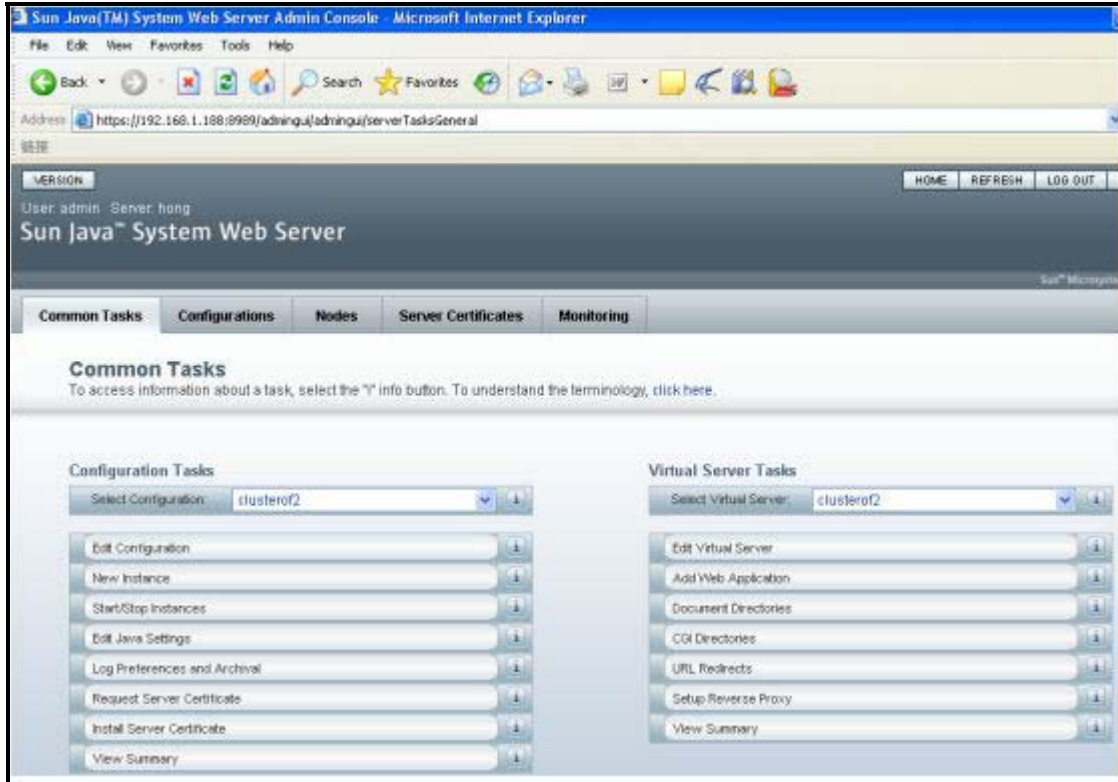 Sun Java(TM) System Web Server Admin Console - Microsoft Internet Explorer
File Edit View Favorites Tools Help
Back Search Favorites
Address https://192.168.1.188:8989/admingui/admingui/serverTasksGeneral
链接
VERSION HOME REFRESH LOG OUT
User: admin Server: hong
Sun Java™ System Web Server
Sun™
Common Tasks Configurations Nodes Server Certificates Monitoring
Common Tasks
To access information about a task, select the "i" info button. To understand the terminology, click here.
Configuration Tasks Virtual Server Tasks
Select Configuration: clusterof2 Select Virtual Server: clusterof2
Edit Configuration Edit Virtual Server
New Instance Add Web Application
Start/Stop Instances Document Directories
Edit Java Settings CGI Directories
Log Preferences and Archival URL Redirects
Request Server Certificate Setup Reverse Proxy
Install Server Certificate View Summary
View Summary